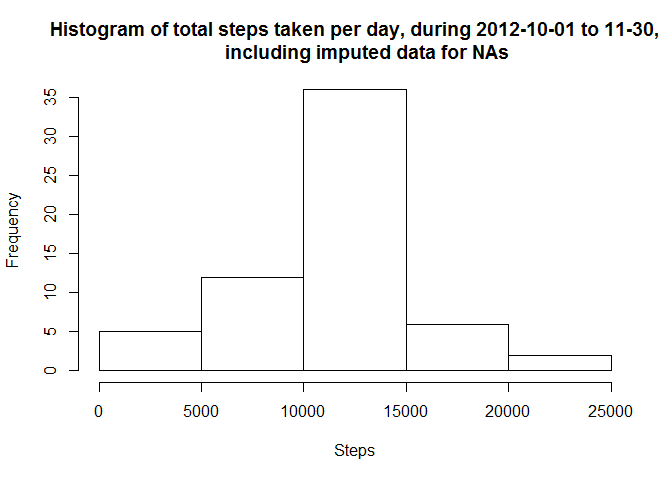 Histogram of total steps taken per day, during 2012-10-01 to 11-30,
including imputed data for NAs
Frequency
35
30
25
20
15
10
5
0
0 5000 10000 15000 20000 25000
Steps